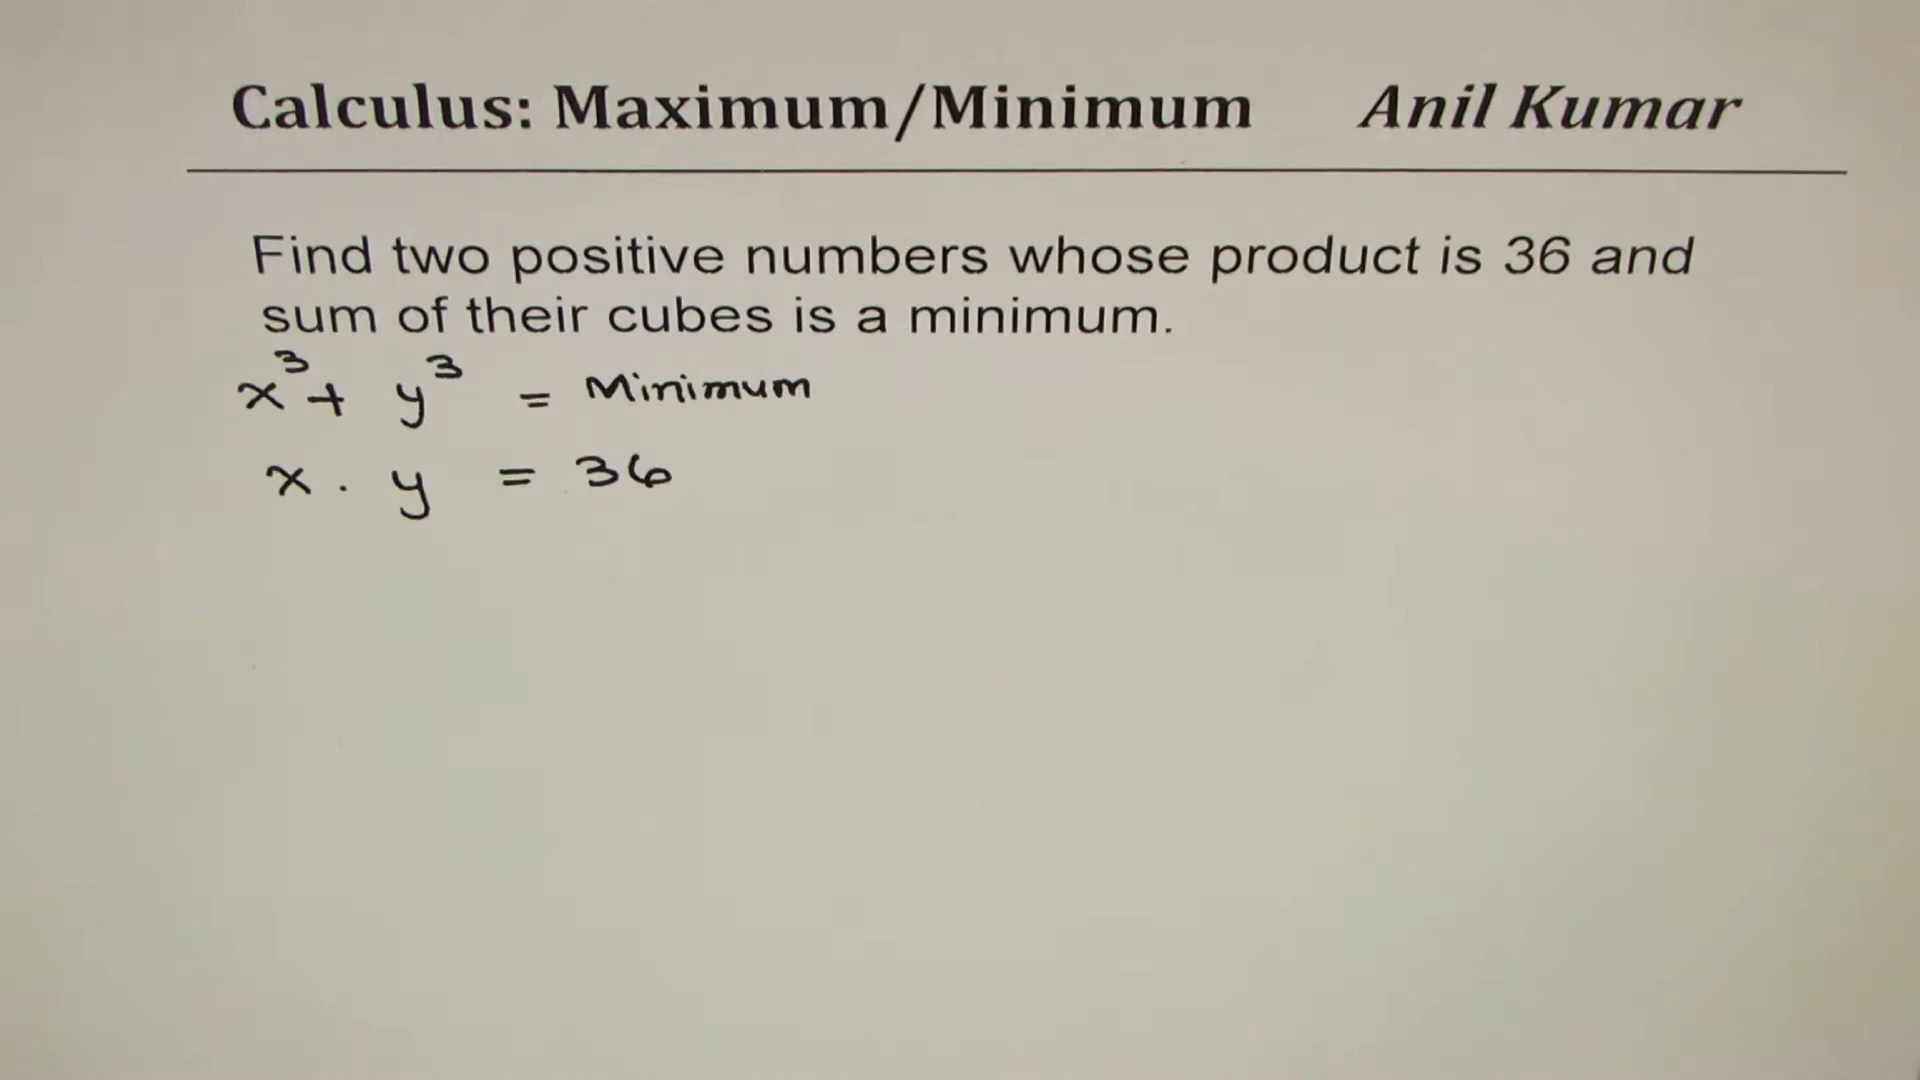 Calculus: Maximum/Minimum Anil Kumar
Find two positive numbers whose product is 36 and
sum of their cubes is a minimum.
x³ + y³ = Minimum
x . y = 36